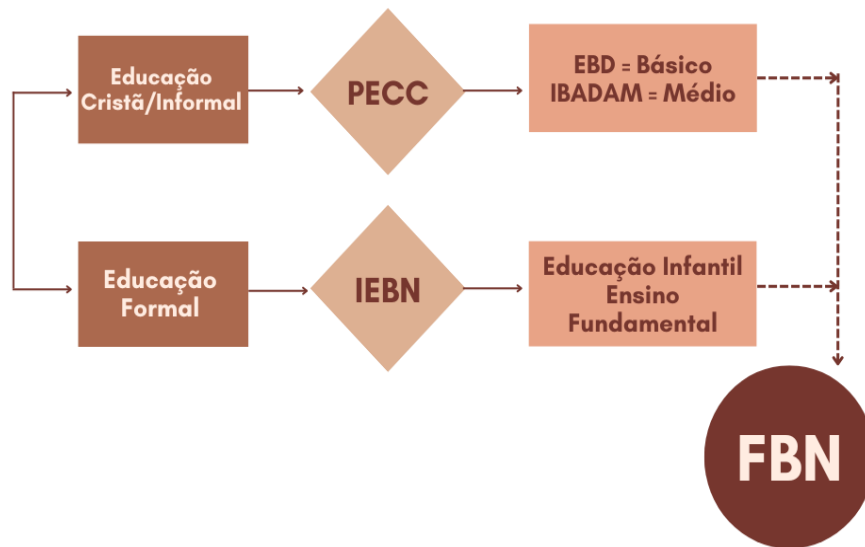 Educação
Cristã/Informal
PECC
EBD = Básico
IBADAM = Médio
Educação
Formal
IEBN
Educação Infantil
Ensino
Fundamental
FBN